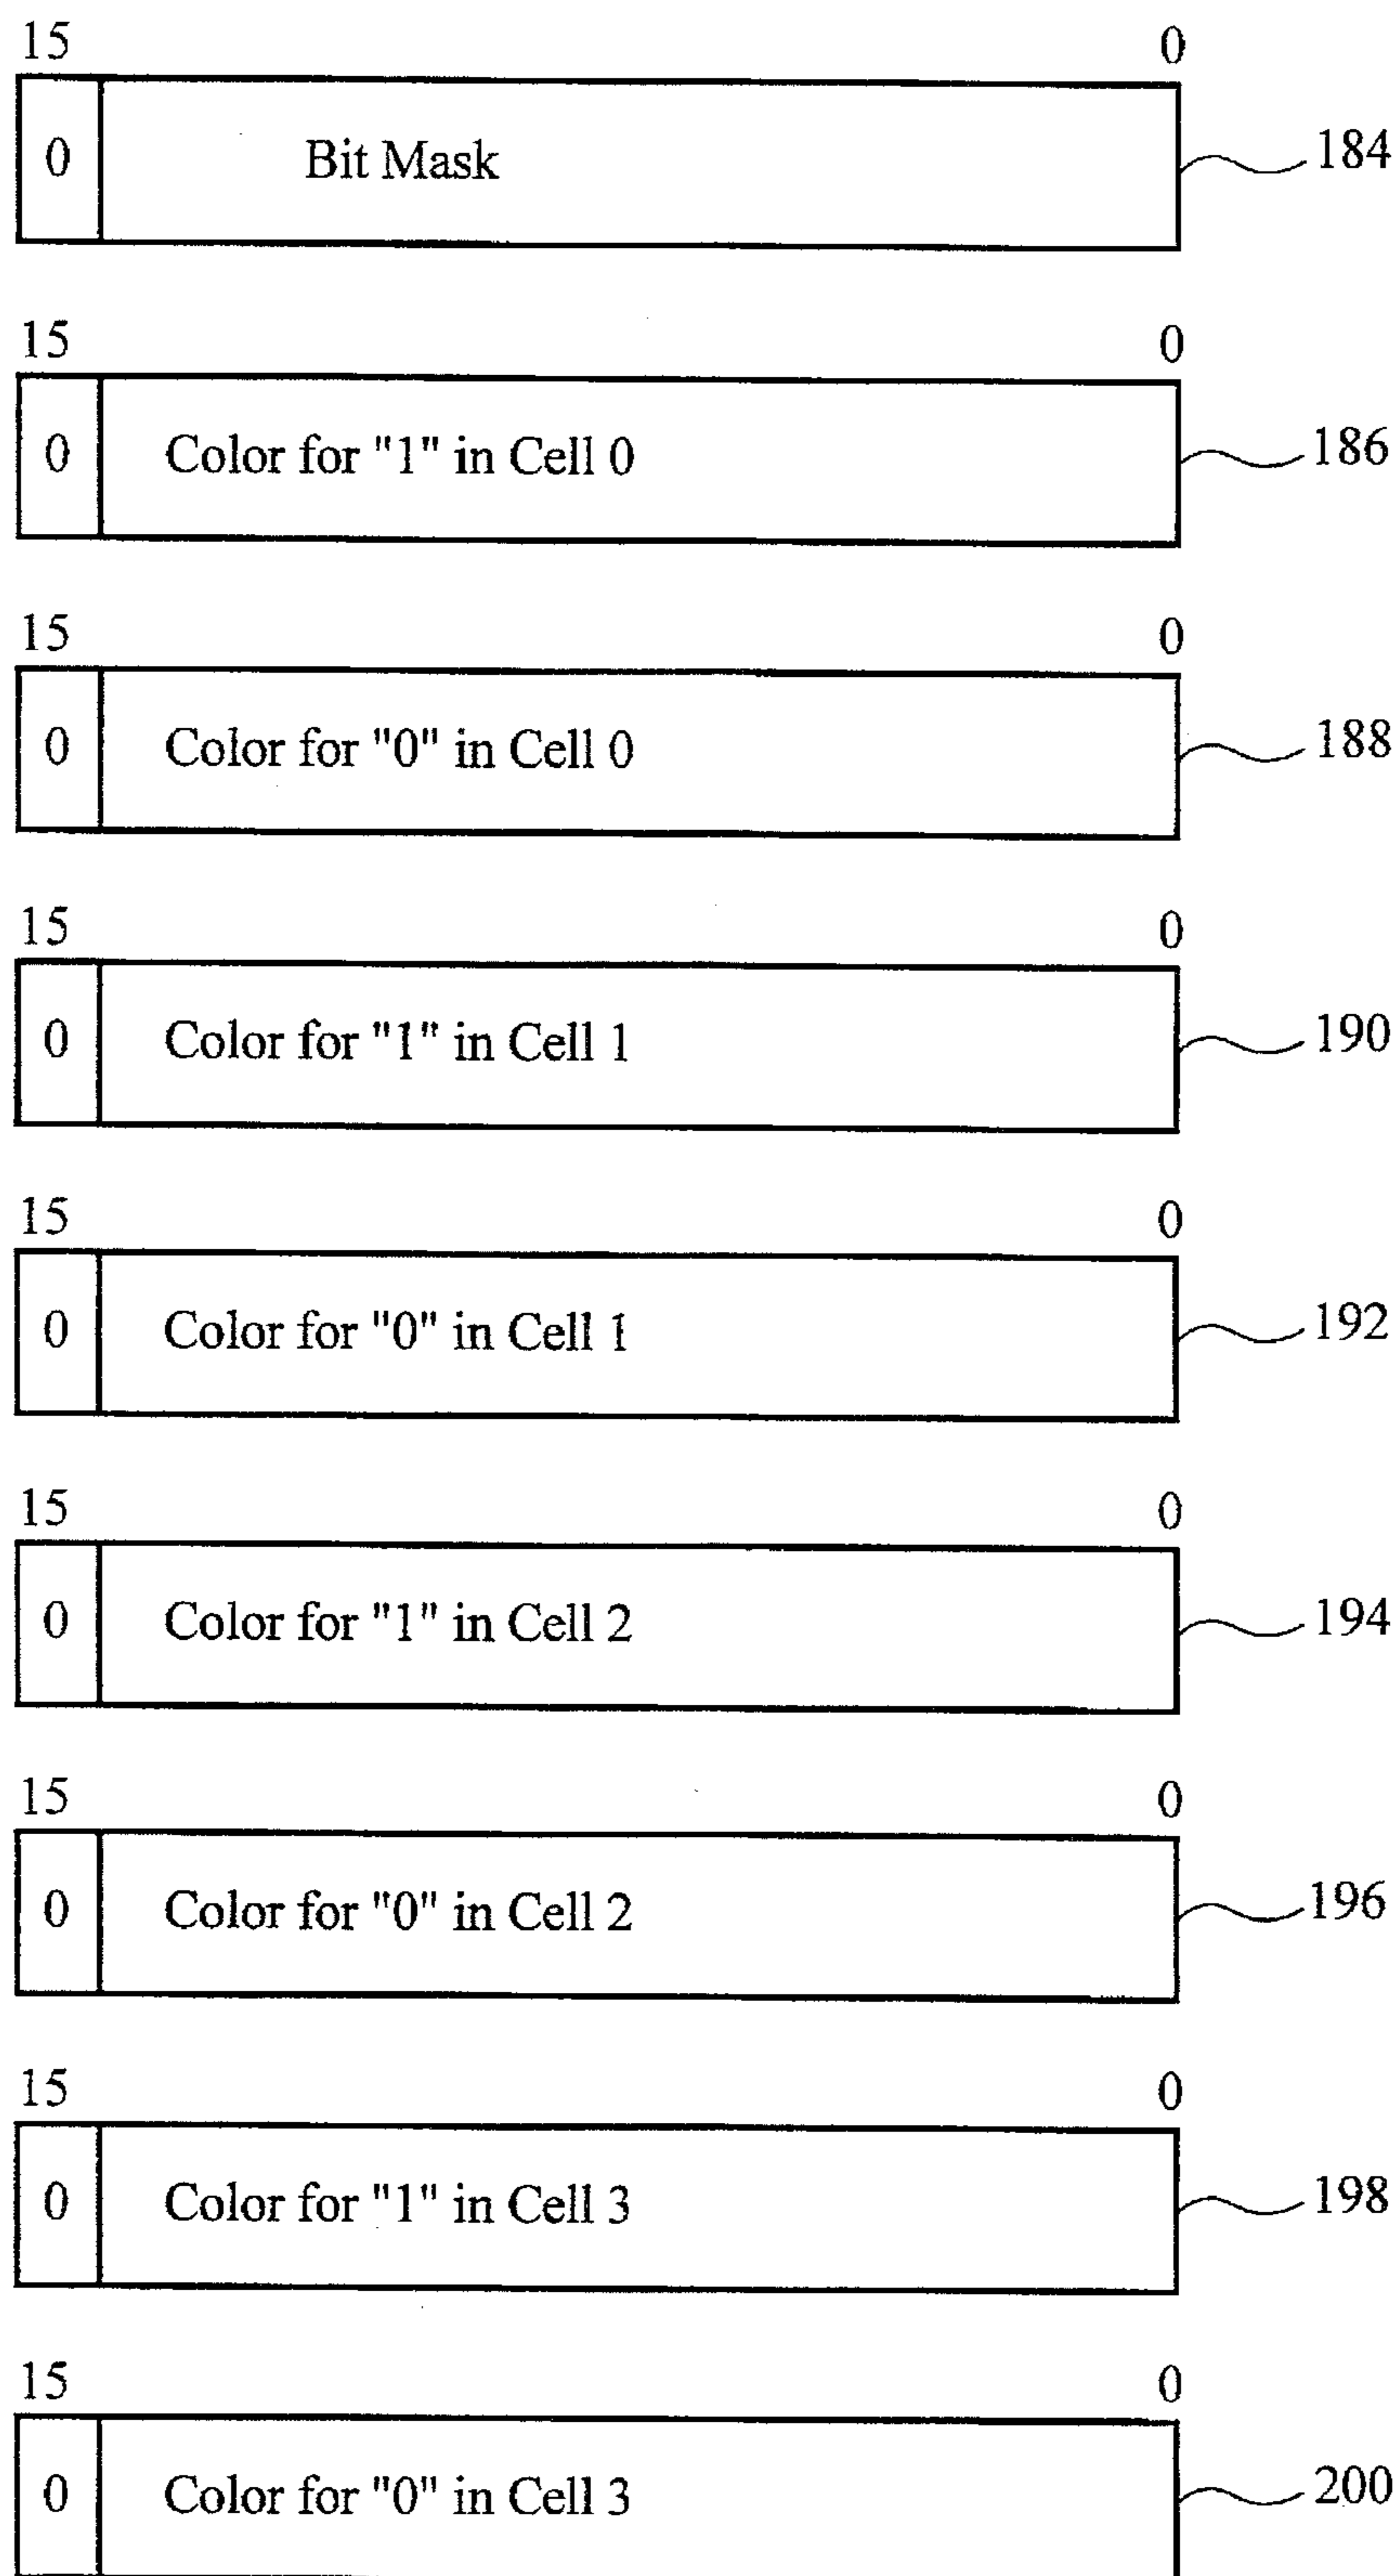 15 0
0 Bit Mask 184
15 0
0 Color for "1" in Cell 0 186
15 0
0 Color for "0" in Cell 0 188
15 0
0 Color for "1" in Cell 1 190
15 0
0 Color for "0" in Cell 1 192
15 0
0 Color for "1" in Cell 2 194
15 0
0 Color for "0" in Cell 2 196
15 0
0 Color for "1" in Cell 3 198
15 0
0 Color for "0" in Cell 3 200